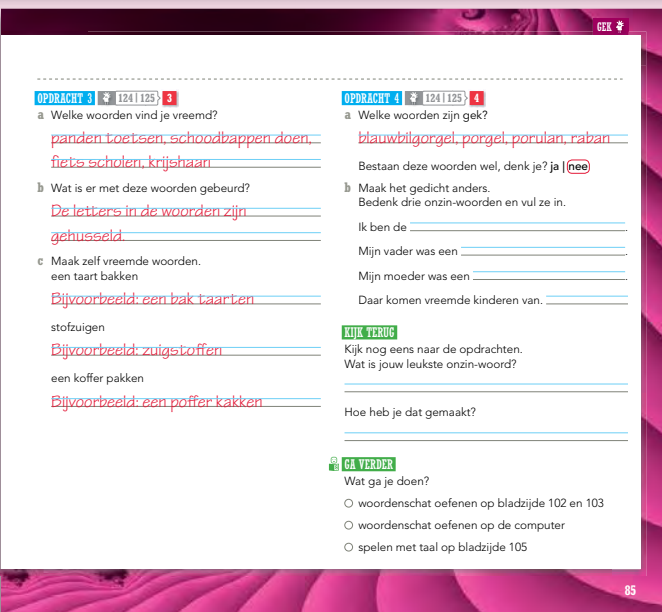 GEK
OPDRACHT 3 124 | 125 3
a Welke woorden vind je vreemd?
panden toetsen, schoodbappen doen,
fiets scholen, krijshaan
b Wat is er met deze woorden gebeurd?
De letters in de woorden zijn
gehusseld.
c Maak zelf vreemde woorden.
een taart bakken
Bijvoorbeeld: een bak taarten
stofzuigen
Bijvoorbeeld: zuigstoffen
een koffer pakken
Bijvoorbeeld: een poffer kakken
OPDRACHT 4 124 | 125 4
a Welke woorden zijn gek?
blauwbilgorgel, porgel, porulan, raban
Bestaan deze woorden wel, denk je? ja | nee
b Maak het gedicht anders.
Bedenk drie onzin-woorden en vul ze in.
Ik ben de .
Mijn vader was een .
Mijn moeder was een .
Daar komen vreemde kinderen van. .
KIJK TERUG
Kijk nog eens naar de opdrachten.
Wat is jouw leukste onzin-woord?
Hoe heb je dat gemaakt?
GA VERDER
Wat ga je doen?
woordenschat oefenen op bladzijde 102 en 103
woordenschat oefenen op de computer
spelen met taal op bladzijde 105
85